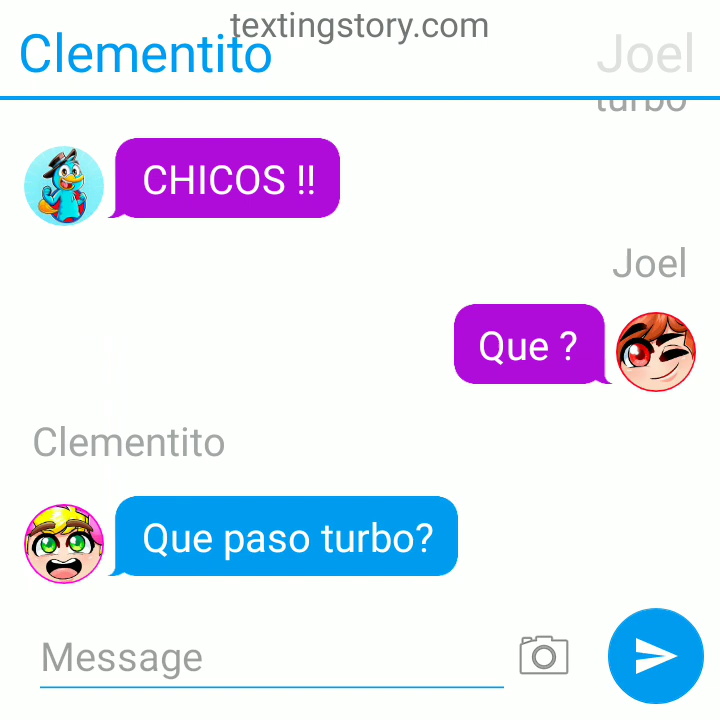 textingstory.com
Clementito
Joel
turbo
CHICOS !!
Joel
Que ?
Clementito
Que paso turbo?
Message